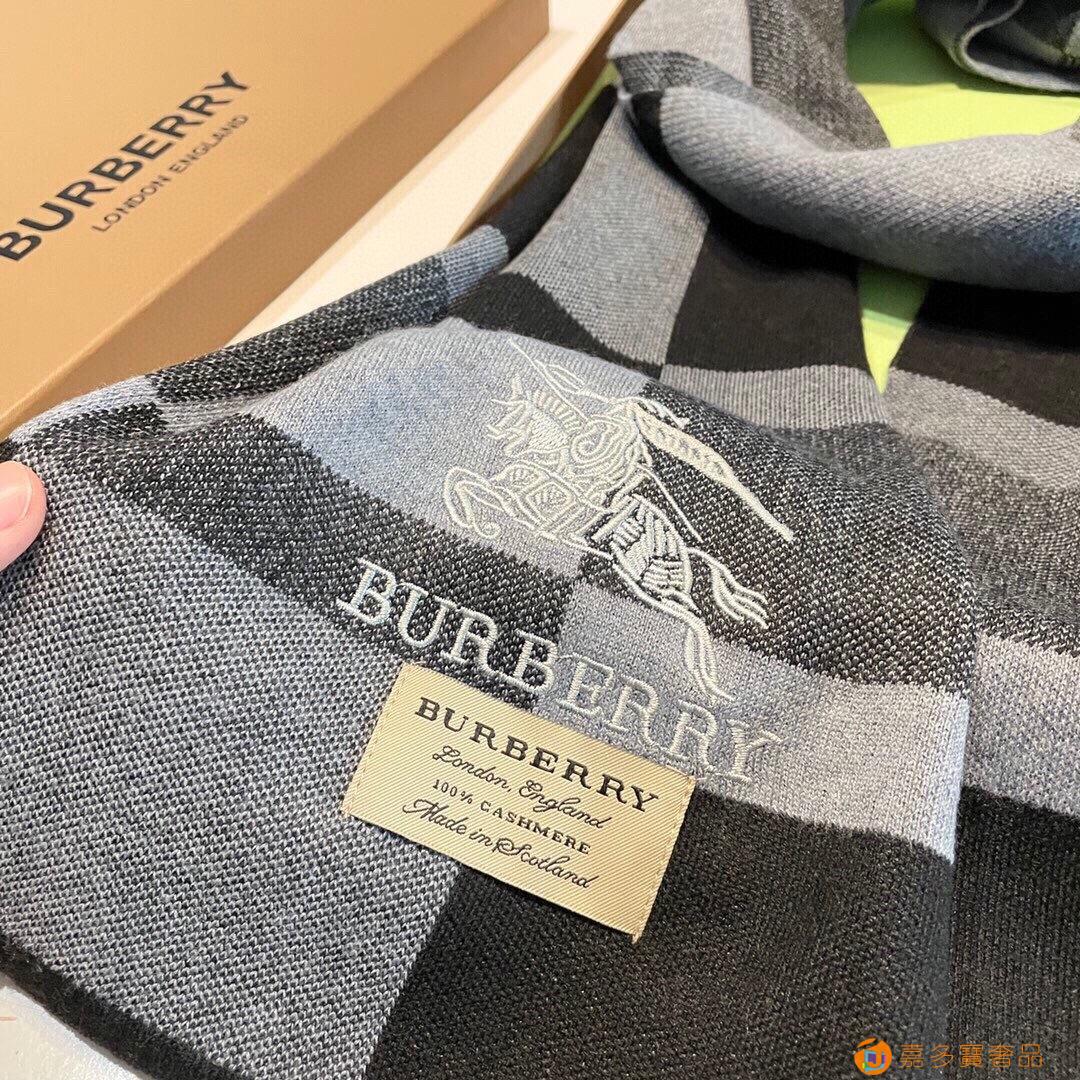 BURBERRY
LONDON ENGLAND
BURBERRY
BURBERRY
London, England
100% CASHMERE
Made in Scotland
嘉多寶奢品